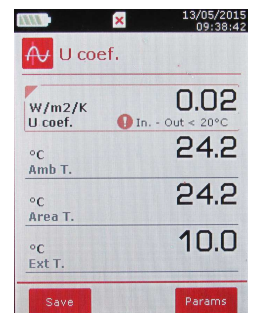 13/05/2015
09:38:42
U coef.
W/m2/K
0.02
U coef.
In. - Out < 20°C
°C
24.2
Amb T.
°C
24.2
Area T.
°C
10.0
Ext T.
Save
Params